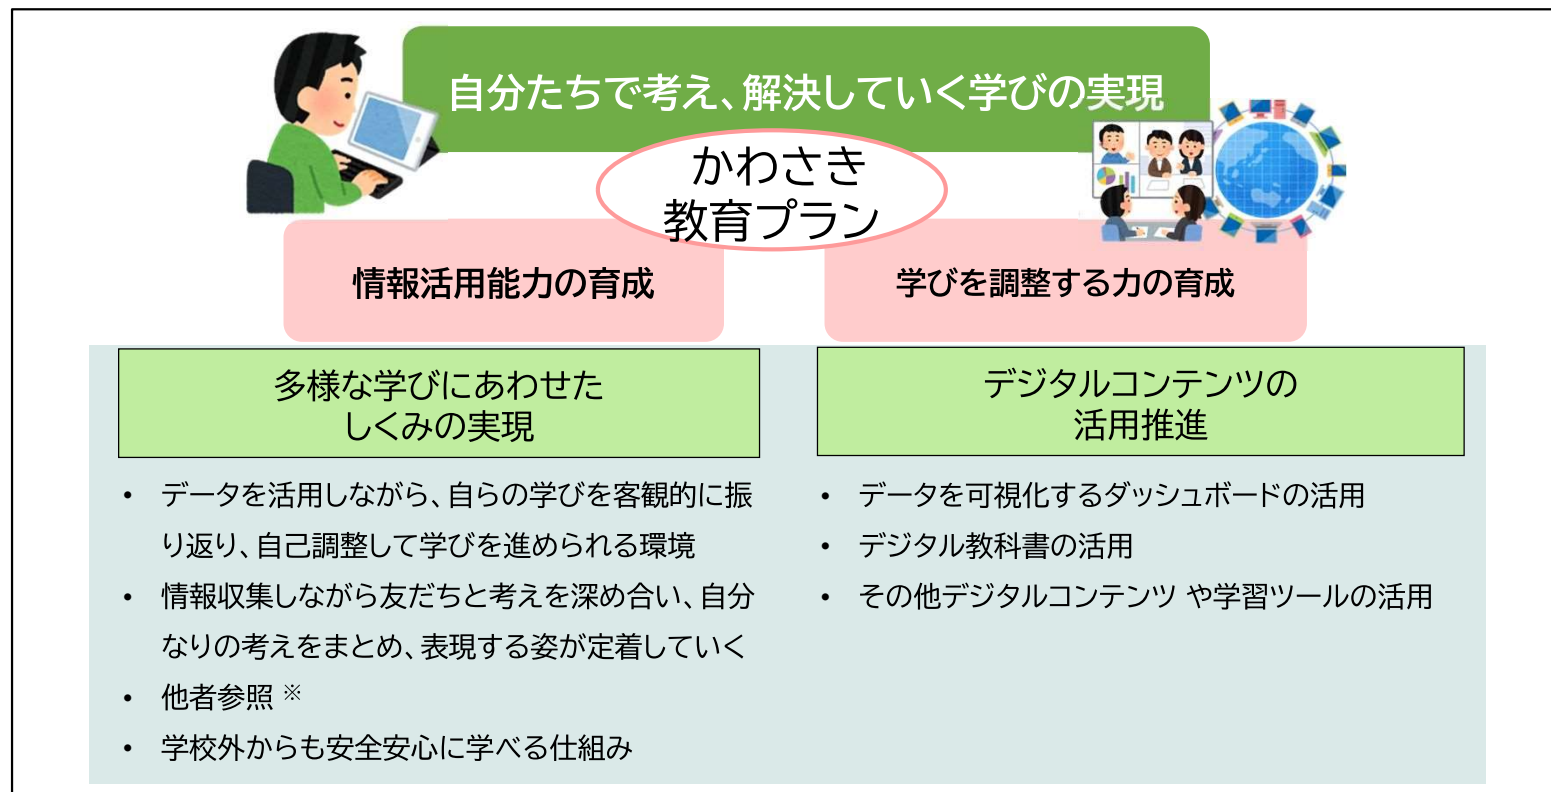 自分たちで考え、解決していく学びの実現
かわさき
教育プラン
情報活用能力の育成
学びを調整する力の育成
多様な学びにあわせた
しくみの実現
• データを活用しながら、自らの学びを客観的に振
り返り、自己調整して学びを進められる環境
• 情報収集しながら友だちと考えを深め合い、自分
なりの考えをまとめ、表現する姿が定着していく
• 他者参照 ※
• 学校外からも安全安心に学べる仕組み
デジタルコンテンツの
活用推進
• データを可視化するダッシュボードの活用
• デジタル教科書の活用
• その他デジタルコンテンツ や学習ツールの活用